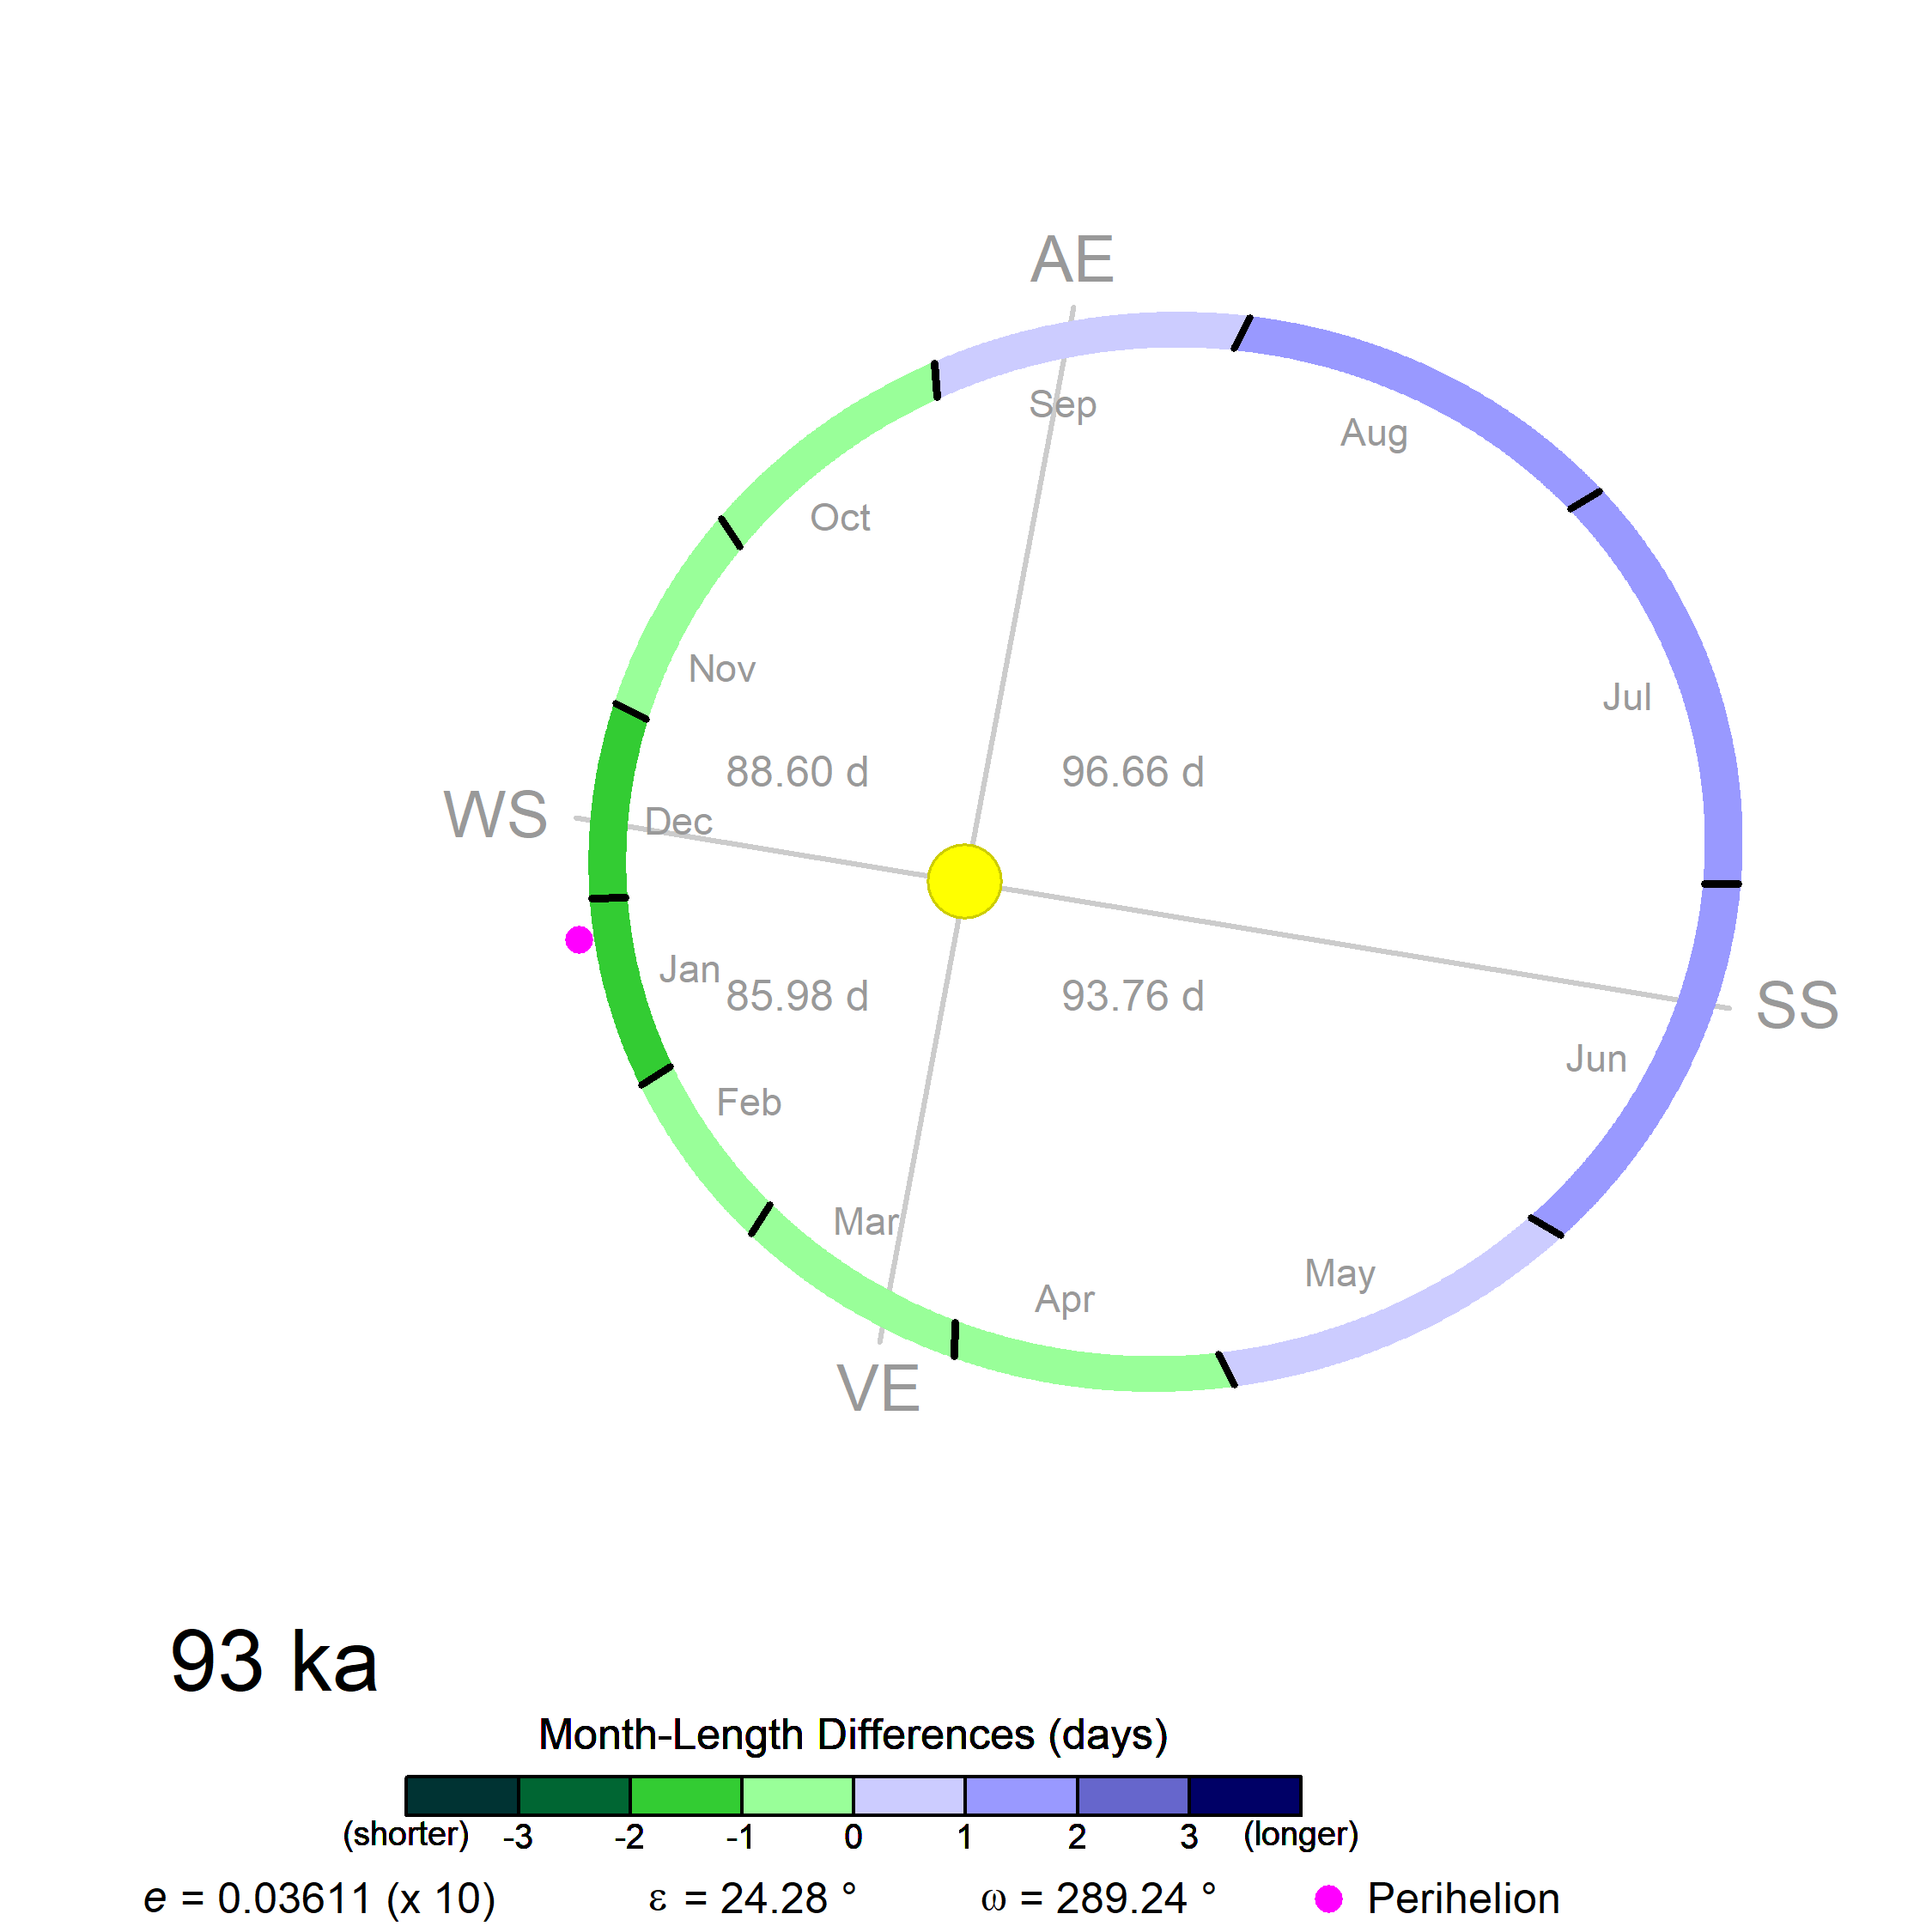 AE
Sep
Aug
Oct
Nov
Jul
88.60 d
96.66 d
WS
Dec
Jan
85.98 d
93.76 d
SS
Jun
Feb
Mar
May
Apr
VE
93 ka
Month-Length Differences (days)
(shorter) -3 -2 -1 0 1 2 3 (longer)
e = 0.03611 (x 10) ε = 24.28 ° ω = 289.24 ° Perihelion